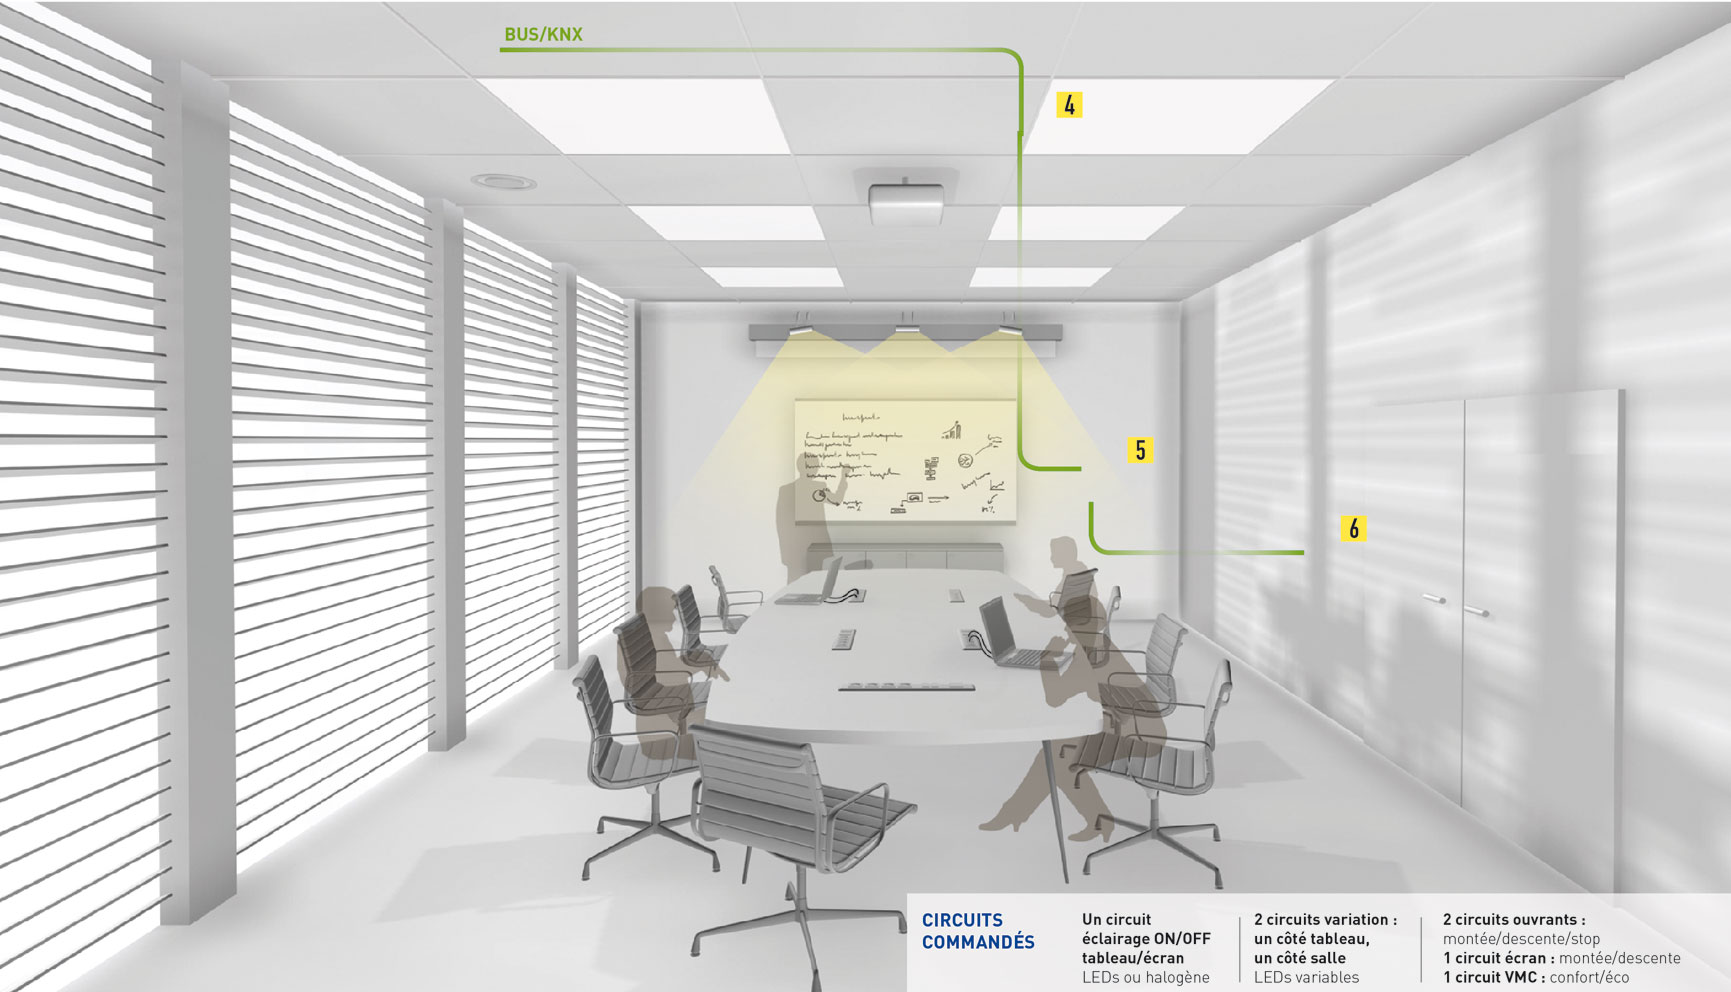 BUS/KNX
4
5
6
CIRCUITS
COMMANDÉS
Un circuit
éclairage ON/OFF
tableau/écran
LEDs ou halogène
2 circuits variation :
un côté tableau,
un côté salle
LEDs variables
2 circuits ouvrants :
montée/descente/stop
1 circuit écran : montée/descente
1 circuit VMC : confort/éco